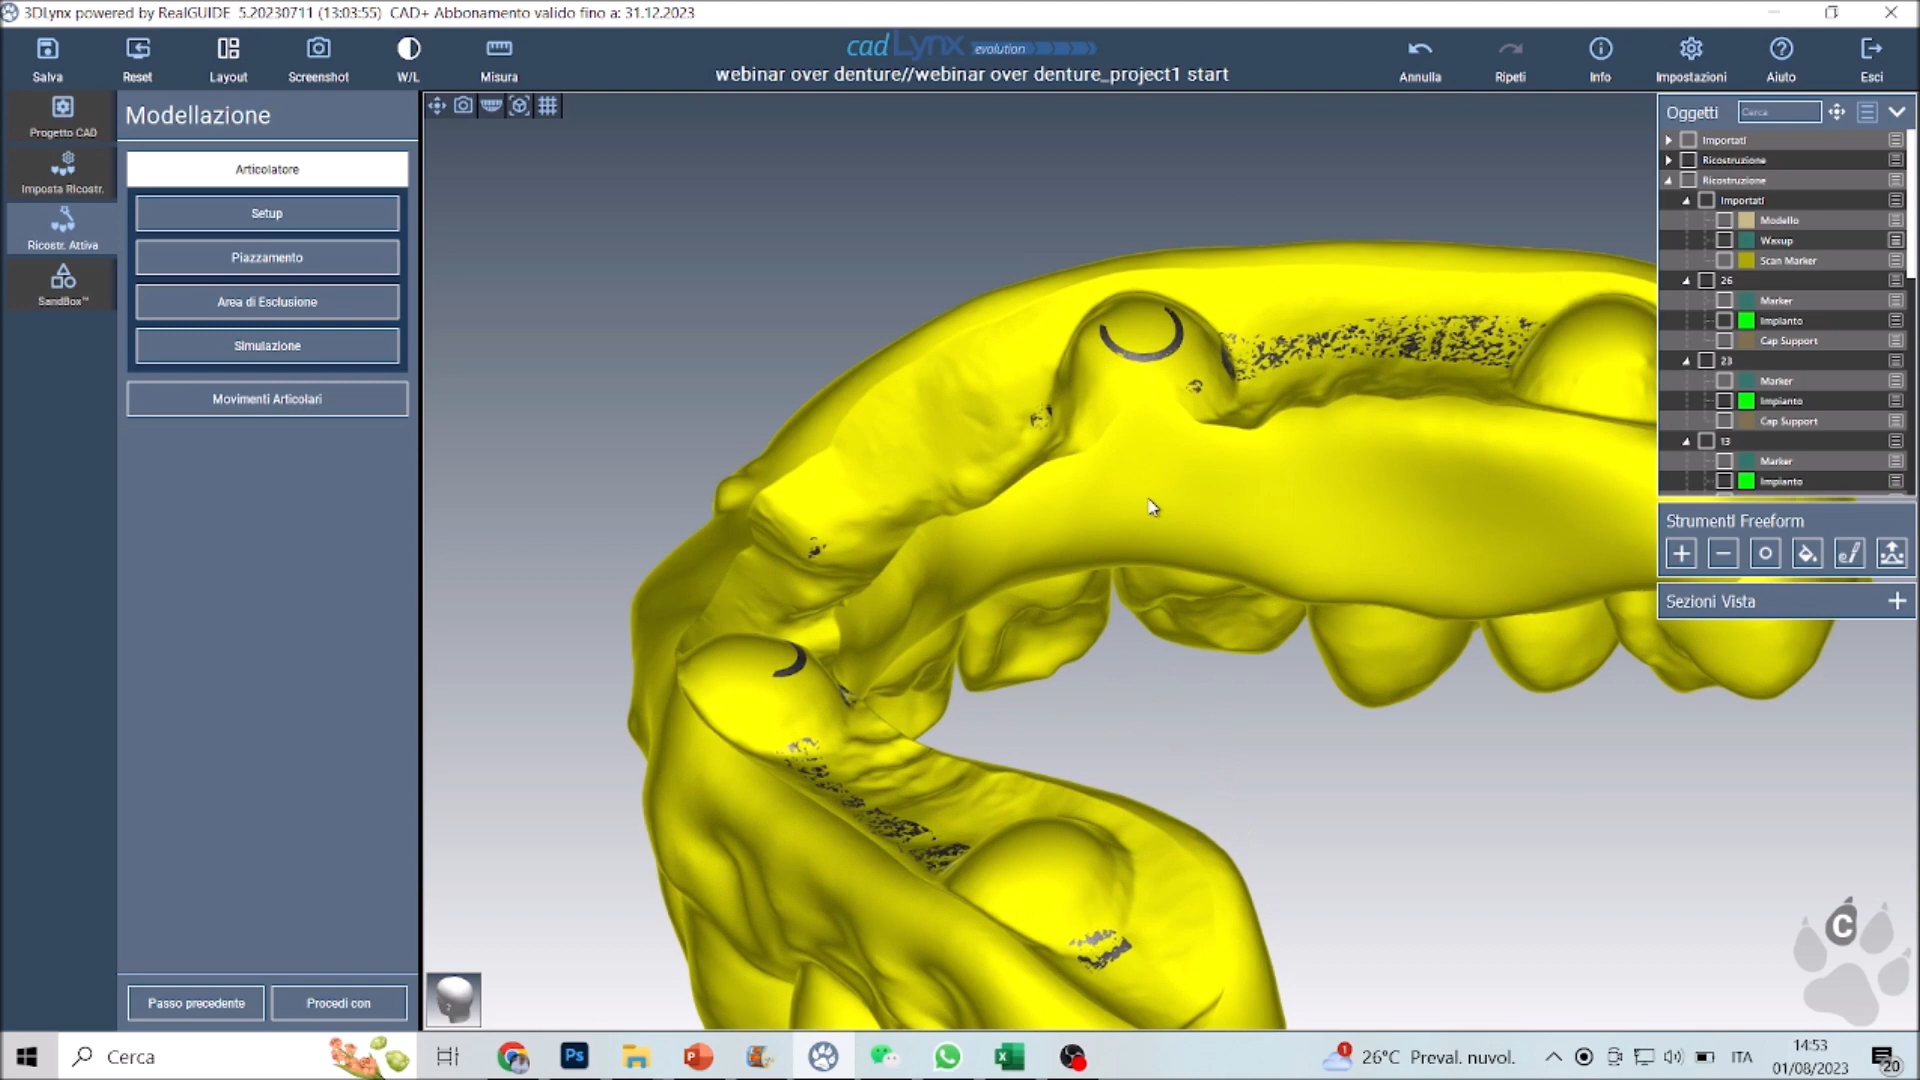 3DLynx powered by RealGUIDE 5.20230711 (13:03:55) CAD+ Abbonamento valido fino a: 31.12.2023
Salva
Reset
Layout
Screenshot
W/L
Misura
cad Lynx evolution
webinar over denture//webinar over denture_project1 start
Annulla
Ripeti
Info
Impostazioni
Aiuto
Esci
Progetto CAD
Imposta Ricostr.
Ricostr. Attiva
SandBox™
Modellazione
Articolatore
Setup
Piazzamento
Area di Esclusione
Simulazione
Movimenti Articolari
Passo precedente
Procedi con
Oggetti
Cerca
Importati
Ricostruzione
Ricostruzione
Importati
Modello
Waxup
Scan Marker
26
Marker
Impianto
Cap Support
23
Marker
Impianto
Cap Support
13
Marker
Impianto
Strumenti Freeform
Sezioni Vista
C
Cerca
Ps
P
X
1
26°C Preval. nuvol.
ITA
14:53
01/08/2023
20